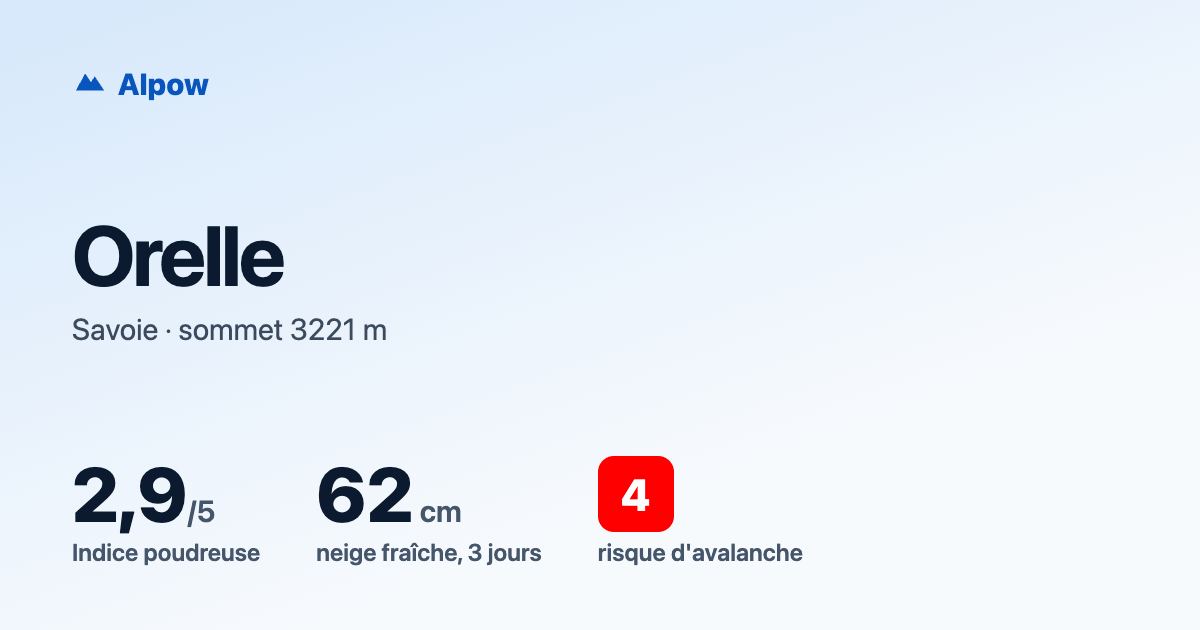 Alpow
Orelle
Savoie · sommet 3221 m
2,9/5
Indice poudreuse
62 cm
neige fraîche, 3 jours
4
risque d'avalanche